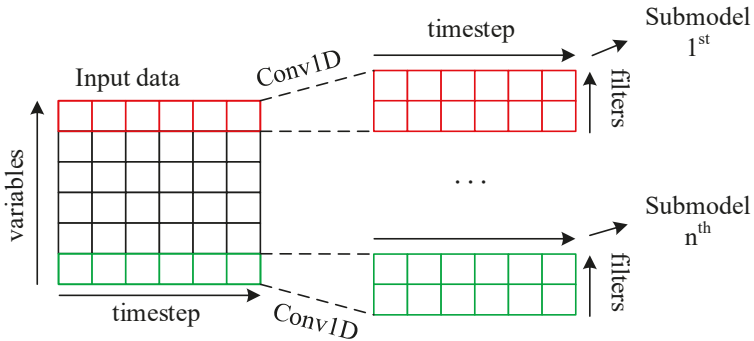 Submodel
1st
timestep
Conv1D
Input data
filters
variables
. . .
Submodel
nth
filters
timestep
Conv1D